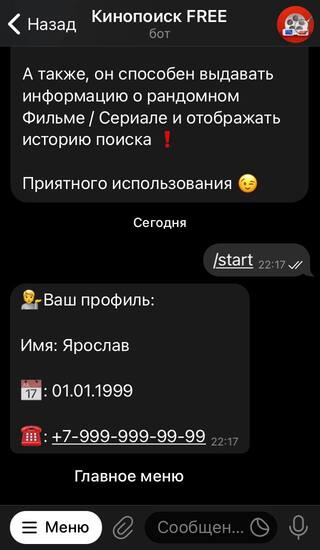 Назад
Кинопоиск FREE
бот
А также, он способен выдавать
информацию о рандомном
Фильме / Сериале и отображать
историю поиска ❗
Приятного использования 😉
Сегодня
/start 22:17
💁‍♂️Ваш профиль:
Имя: Ярослав
📅: 01.01.1999
☎️: +7-999-999-99-99 22:17
Главное меню
Меню
Сообщен...